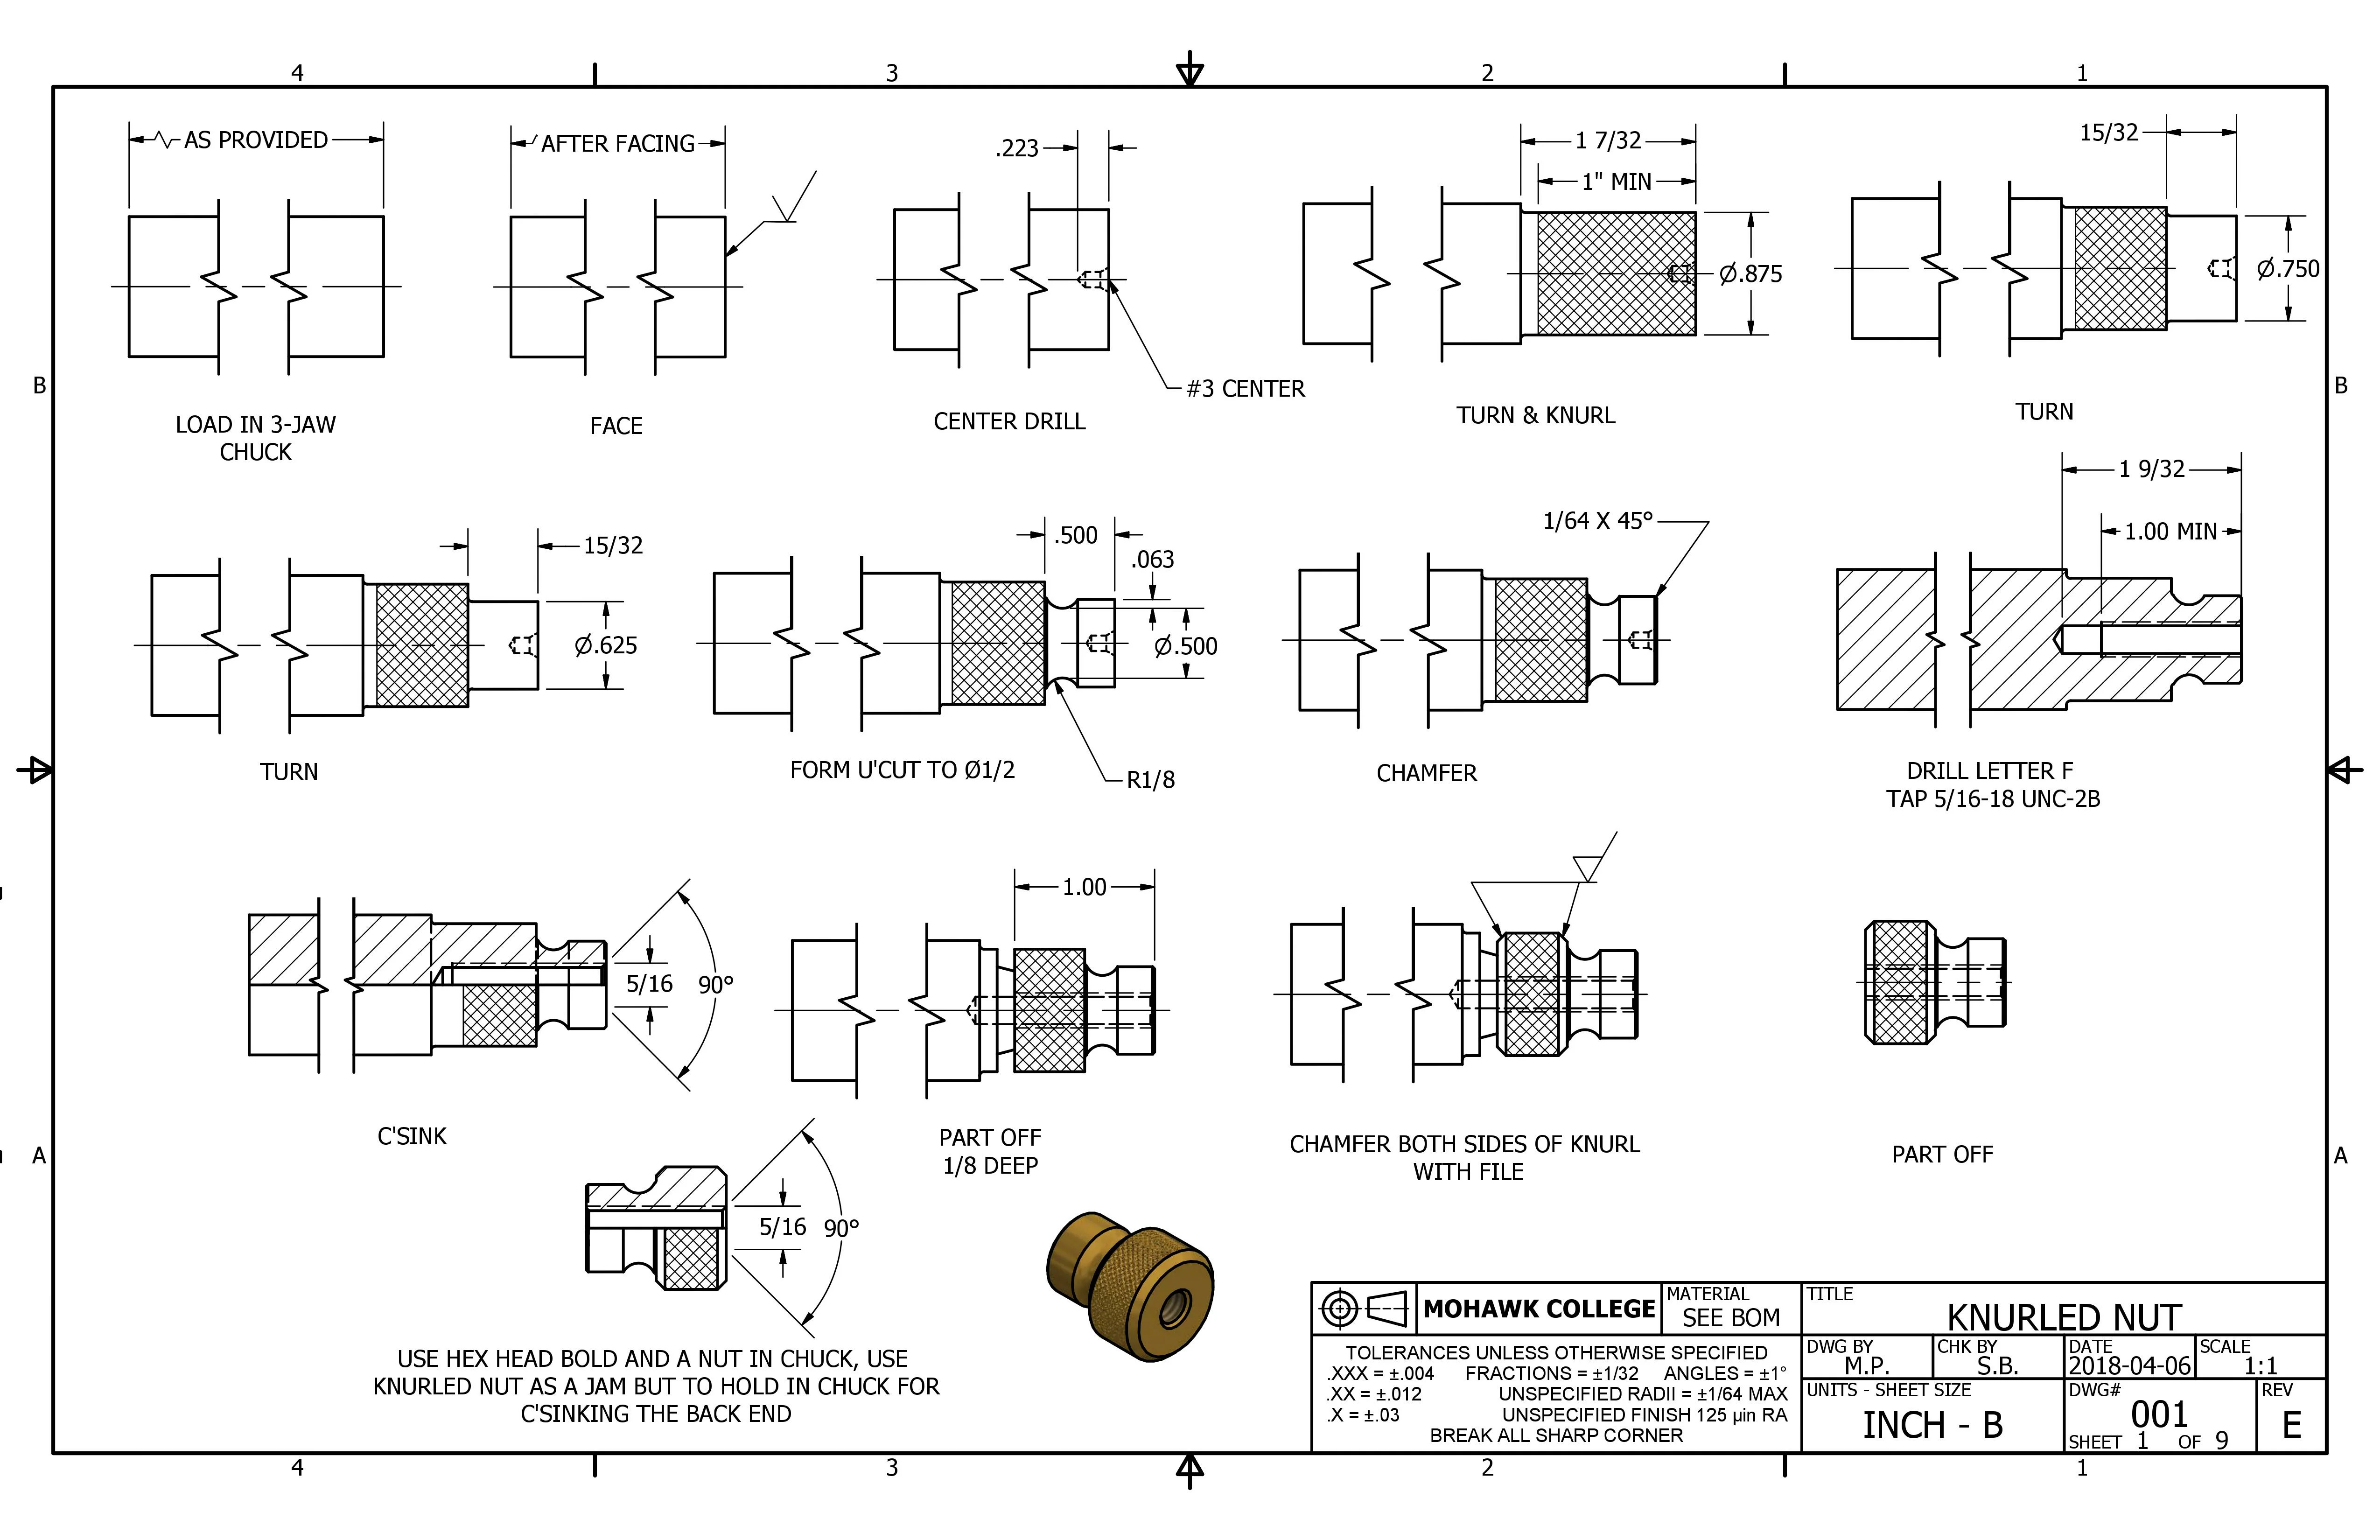 4
3
2
1
AS PROVIDED
AFTER FACING
.223
1 7/32
1" MIN
15/32
Ø.875
Ø.750
#3 CENTER
B
B
LOAD IN 3-JAW
CHUCK
FACE
CENTER DRILL
TURN & KNURL
TURN
15/32
Ø.625
.500
.063
Ø.500
R1/8
1/64 X 45°
1 9/32
1.00 MIN
TURN
FORM U'CUT TO Ø1/2
CHAMFER
DRILL LETTER F
TAP 5/16-18 UNC-2B
5/16
90°
1.00
C'SINK
PART OFF
1/8 DEEP
CHAMFER BOTH SIDES OF KNURL
WITH FILE
PART OFF
A
A
5/16
90°
USE HEX HEAD BOLD AND A NUT IN CHUCK, USE
KNURLED NUT AS A JAM BUT TO HOLD IN CHUCK FOR
C'SINKING THE BACK END
MOHAWK COLLEGE
MATERIAL
SEE BOM
TITLE
KNURLED NUT
TOLERANCES UNLESS OTHERWISE SPECIFIED
.XXX = ±.004 FRACTIONS = ±1/32 ANGLES = ±1°
.XX = ±.012 UNSPECIFIED RADII = ±1/64 MAX
.X = ±.03 UNSPECIFIED FINISH 125 µin RA
BREAK ALL SHARP CORNER
DWG BY
M.P.
CHK BY
S.B.
DATE
2018-04-06
SCALE
1:1
UNITS - SHEET SIZE
INCH - B
DWG#
001
SHEET 1 OF 9
REV
E
4
3
2
1